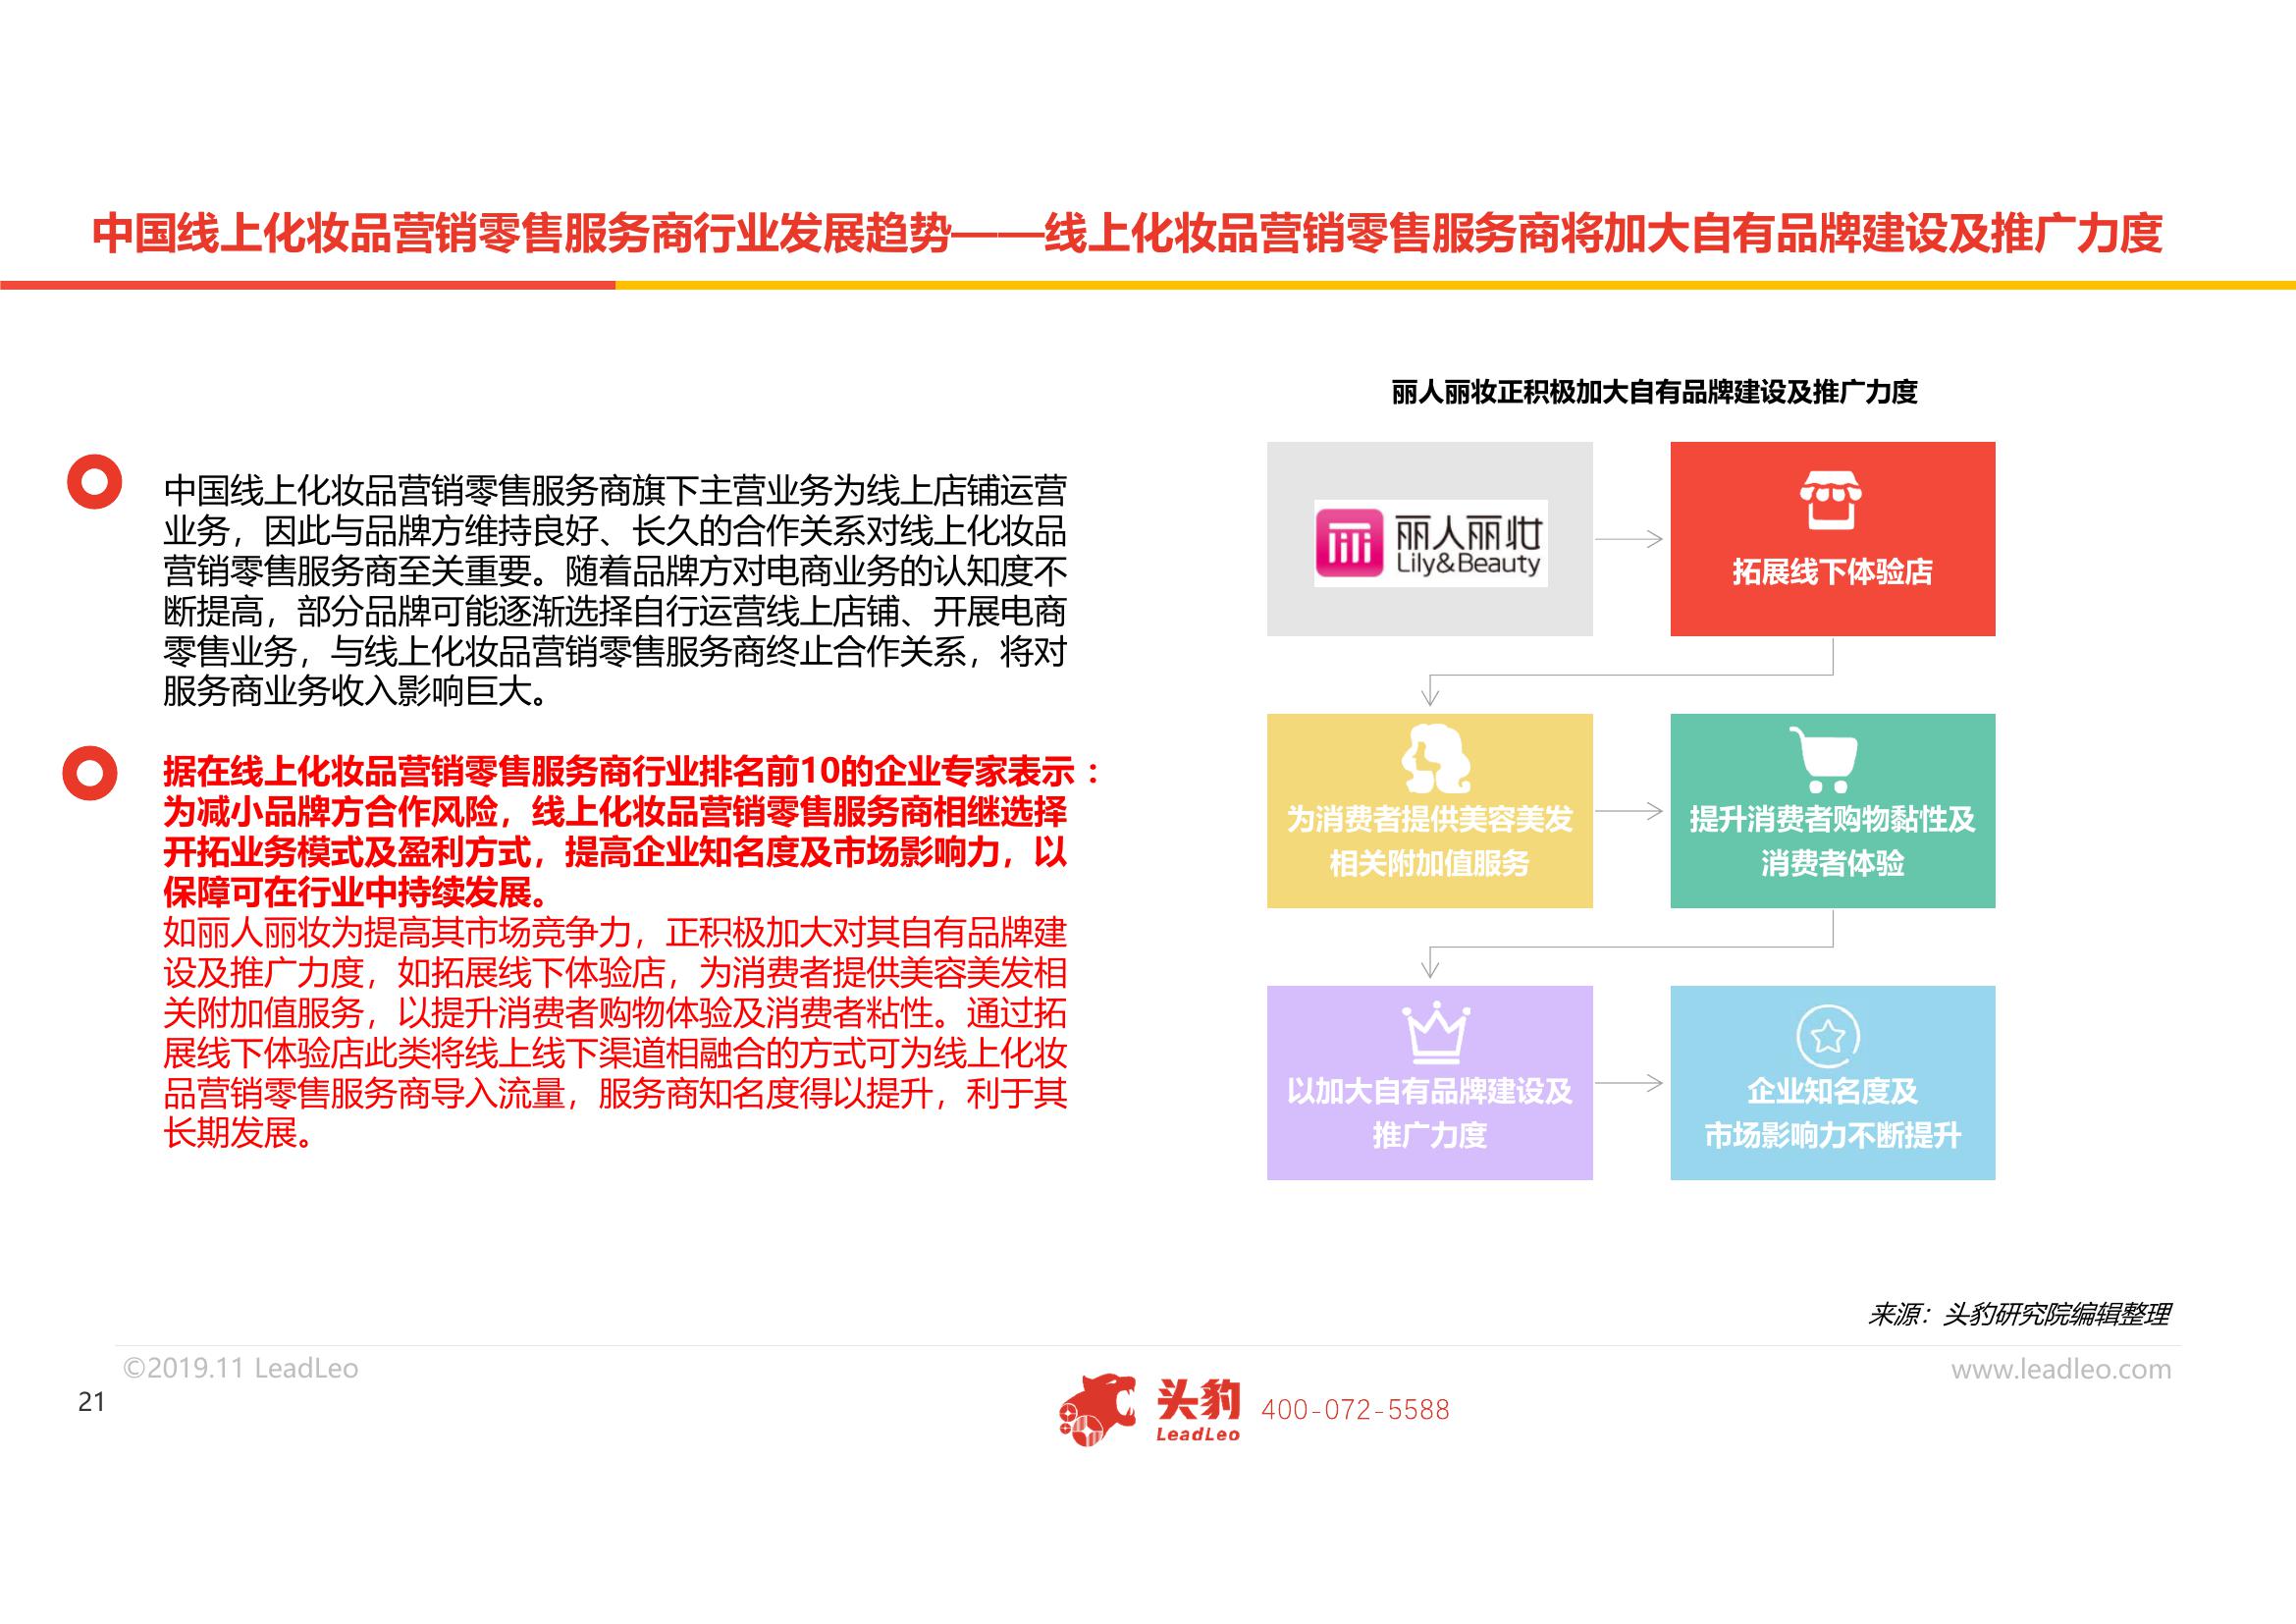 中国线上化妆品营销零售服务商行业发展趋势——线上化妆品营销零售服务商将加大自有品牌建设及推广力度
中国线上化妆品营销零售服务商旗下主营业务为线上店铺运营
业务，因此与品牌方维持良好、长久的合作关系对线上化妆品
营销零售服务商至关重要。随着品牌方对电商业务的认知度不
断提高，部分品牌可能逐渐选择自行运营线上店铺、开展电商
零售业务，与线上化妆品营销零售服务商终止合作关系，将对
服务商业务收入影响巨大。
据在线上化妆品营销零售服务商行业排名前10的企业专家表示：
为减小品牌方合作风险，线上化妆品营销零售服务商相继选择
开拓业务模式及盈利方式，提高企业知名度及市场影响力，以
保障可在行业中持续发展。
如丽人丽妆为提高其市场竞争力，正积极加大对其自有品牌建
设及推广力度，如拓展线下体验店，为消费者提供美容美发相
关附加值服务，以提升消费者购物体验及消费者粘性。通过拓
展线下体验店此类将线上线下渠道相融合的方式可为线上化妆
品营销零售服务商导入流量，服务商知名度得以提升，利于其
长期发展。
丽人丽妆正积极加大自有品牌建设及推广力度
丽人丽妆
Lily&Beauty
拓展线下体验店
为消费者提供美容美发
相关附加值服务
提升消费者购物黏性及
消费者体验
以加大自有品牌建设及
推广力度
企业知名度及
市场影响力不断提升
来源：头豹研究院编辑整理
©2019.11 LeadLeo
www.leadleo.com
21
头豹
LeadLeo
400-072-5588